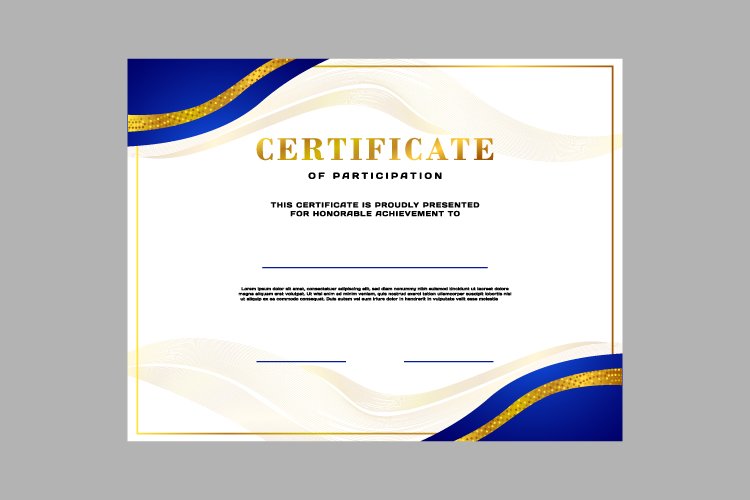 CERTIFICATE
OF PARTICIPATION
THIS CERTIFICATE IS PROUDLY PRESENTED
FOR HONORABLE ACHIEVEMENT TO
Lorem ipsum dolor sit amet, consectetuer adipiscing elit, sed diam nonummy nibh euismod tincidunt ut laoreet dolore
magna aliquam erat volutpat. Ut wisi enim ad minim veniam, quis nostrud exerci tation ullamcorper suscipit lobortis nisl
ut aliquip ex ea commodo consequat. Duis autem vel eum iriure dolor in hendrerit in vulputate velit esse molestie